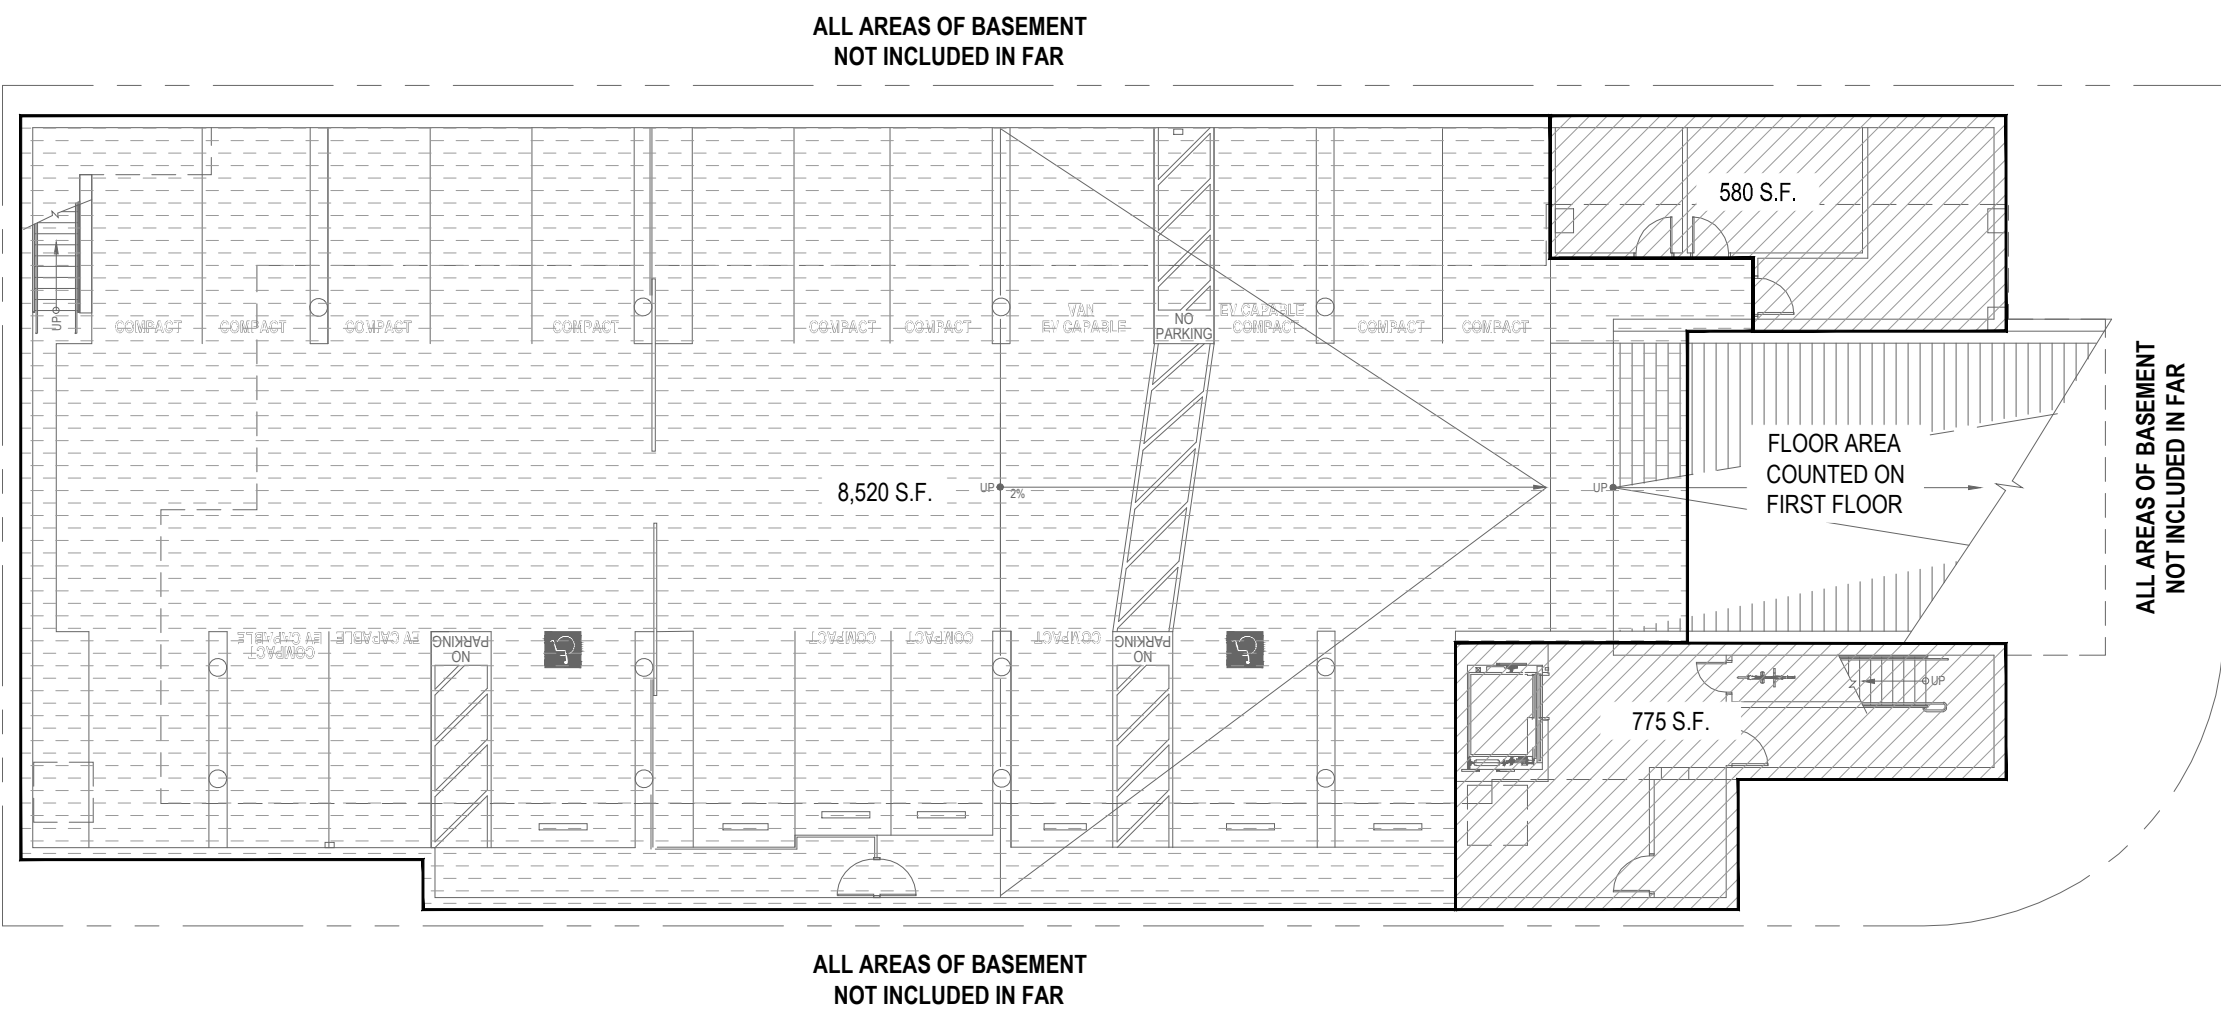 ALL AREAS OF BASEMENT
NOT INCLUDED IN FAR
580 S.F.
UP
COMPACT
COMPACT
COMPACT
COMPACT
COMPACT
COMPACT
VAN
EV CAPABLE
NO
PARKING
EV CAPABLE
COMPACT
COMPACT
COMPACT
8,520 S.F.
UP
2%
UP
FLOOR AREA
COUNTED ON
FIRST FLOOR
ALL AREAS OF BASEMENT
NOT INCLUDED IN FAR
EV CAPABLE
COMPACT
EV CAPABLE
NO
PARKING
COMPACT
COMPACT
COMPACT
NO
PARKING
UP
775 S.F.
ALL AREAS OF BASEMENT
NOT INCLUDED IN FAR